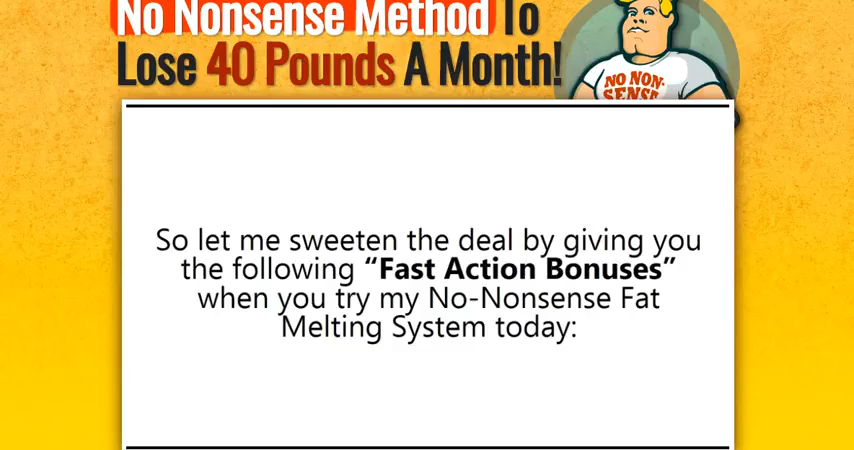 No Nonsense Method To
Lose 40 Pounds A Month!
NO NON-
SENSE
So let me sweeten the deal by giving you
the following “Fast Action Bonuses”
when you try my No-Nonsense Fat
Melting System today: